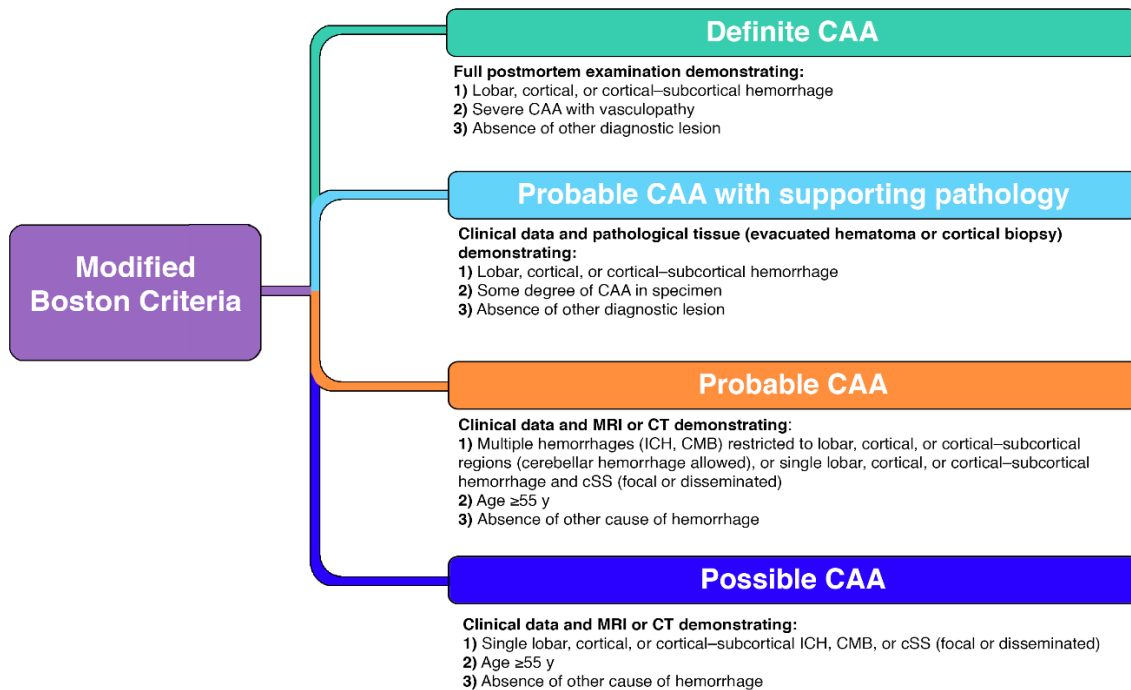 Modified
Boston Criteria
Definite CAA
Full postmortem examination demonstrating:
1) Lobar, cortical, or cortical–subcortical hemorrhage
2) Severe CAA with vasculopathy
3) Absence of other diagnostic lesion
Probable CAA with supporting pathology
Clinical data and pathological tissue (evacuated hematoma or cortical biopsy)
demonstrating:
1) Lobar, cortical, or cortical–subcortical hemorrhage
2) Some degree of CAA in specimen
3) Absence of other diagnostic lesion
Probable CAA
Clinical data and MRI or CT demonstrating:
1) Multiple hemorrhages (ICH, CMB) restricted to lobar, cortical, or cortical–subcortical
regions (cerebellar hemorrhage allowed), or single lobar, cortical, or cortical–subcortical
hemorrhage and cSS (focal or disseminated)
2) Age ≥55 y
3) Absence of other cause of hemorrhage
Possible CAA
Clinical data and MRI or CT demonstrating:
1) Single lobar, cortical, or cortical–subcortical ICH, CMB, or cSS (focal or disseminated)
2) Age ≥55 y
3) Absence of other cause of hemorrhage